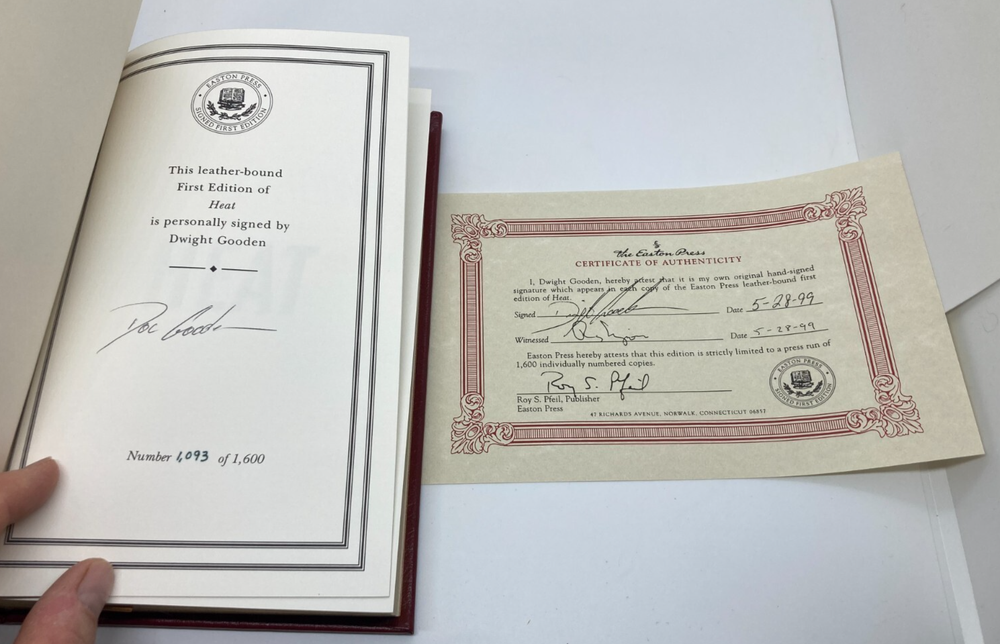 EASTON PRESS
SIGNED FIRST EDITION
This leather-bound
First Edition of
Heat
is personally signed by
Dwight Gooden
Doc Gooden
Number 1,093 of 1,600
The Easton Press
CERTIFICATE OF AUTHENTICITY
I, Dwight Gooden, hereby attest that it is my own original hand-signed
signature which appears in each copy of the Easton Press leather-bound first
edition of Heat.
Signed Date 5-28-99
Witnessed Date 5-28-99
Easton Press hereby attests that this edition is strictly limited to a press run of
1,600 individually numbered copies.
Roy S. Pfeil
Roy S. Pfeil, Publisher
Easton Press
47 RICHARDS AVENUE, NORWALK, CONNECTICUT 06857
EASTON PRESS
SIGNED FIRST EDITION